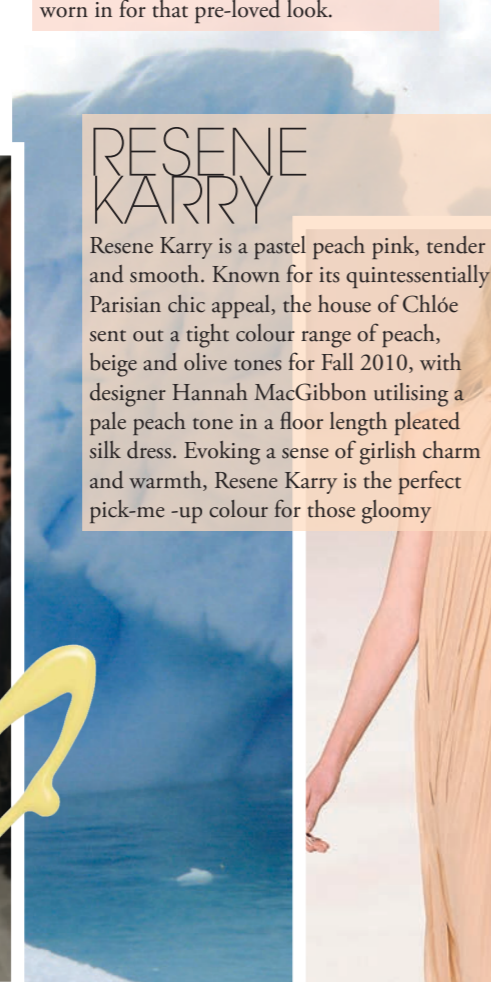 worn in for that pre-loved look.
RESENE
KARRY
Resene Karry is a pastel peach pink, tender
and smooth. Known for its quintessentially
Parisian chic appeal, the house of Chlóe
sent out a tight colour range of peach,
beige and olive tones for Fall 2010, with
designer Hannah MacGibbon utilising a
pale peach tone in a floor length pleated
silk dress. Evoking a sense of girlish charm
and warmth, Resene Karry is the perfect
pick-me -up colour for those gloomy